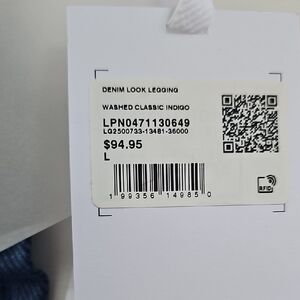 DENIM LOOK LEGGING
WASHED CLASSIC INDIGO
LPN0471130649
LG2500733-13481-36000
$94.95
L
1 99356 14985 0
RFID